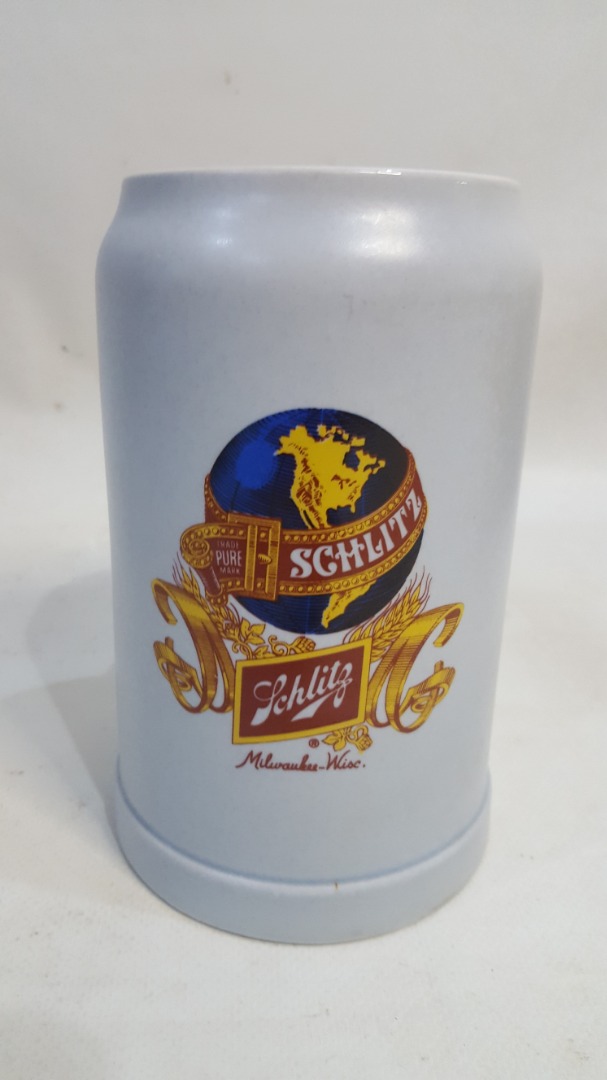 SCHLITZ
TRADE
PURE
MARK
Schlitz
®
Milwaukee-Wisc.